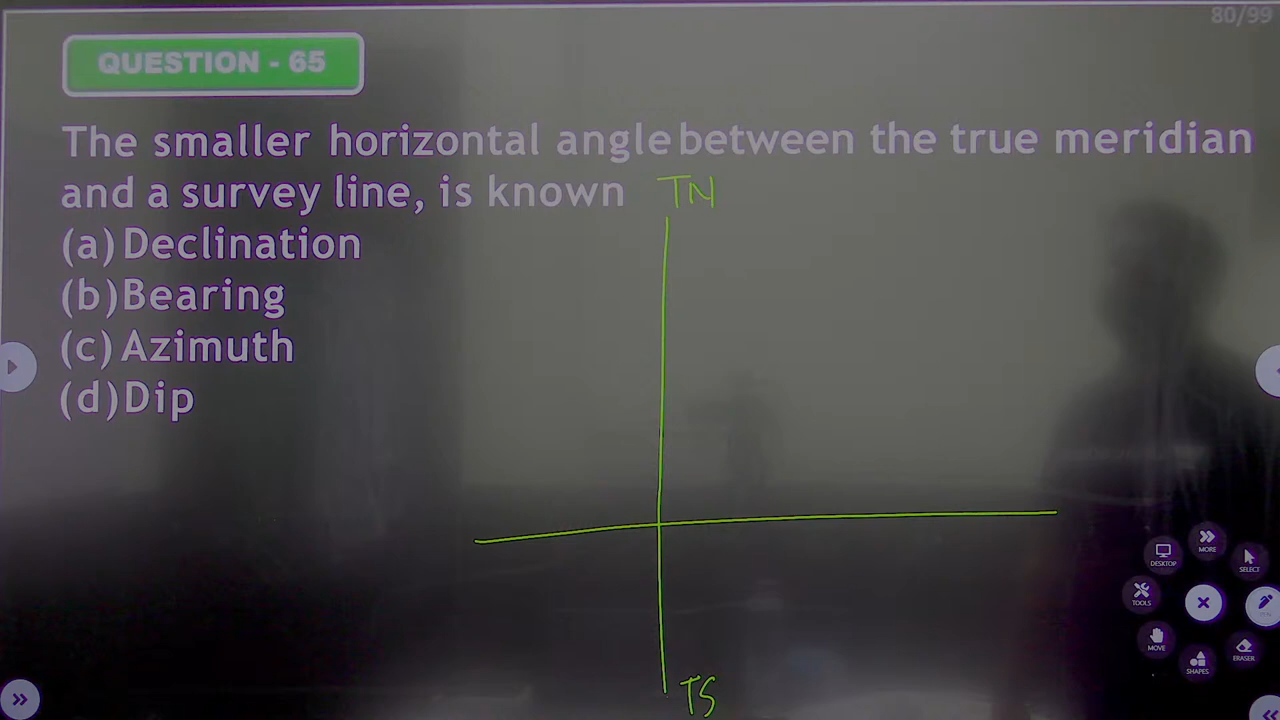 80/99
QUESTION - 65
The smaller horizontal angle between the true meridian
and a survey line, is known
TN
(a) Declination
(b) Bearing
(c) Azimuth
(d) Dip
TS
MORE
DESKTOP
SELECT
TOOLS
MOVE
ERASER
SHAPES